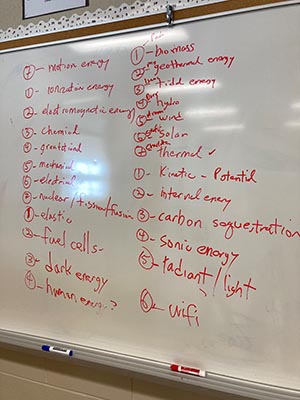 ⑦ - motion energy
① - ionization energy
② - electromagnetic energy
③ - chemical
④ - gravitational
⑤ - mechanical
⑥ - electrical
⑦ - nuclear / fission/fusion
① - elastic
② - fuel cells -
③ - dark energy
④ - human energy?
① - biomass
② - geothermal energy
③ - tidal energy
④ - hydro
⑤ - wind
⑥ - solar
⑦ - thermal ✓
① - Kinetic - Potential
② - internal energy
③ - carbon sequestration
④ - sonic energy
⑤ - Radiant / light
⑥ - wifi